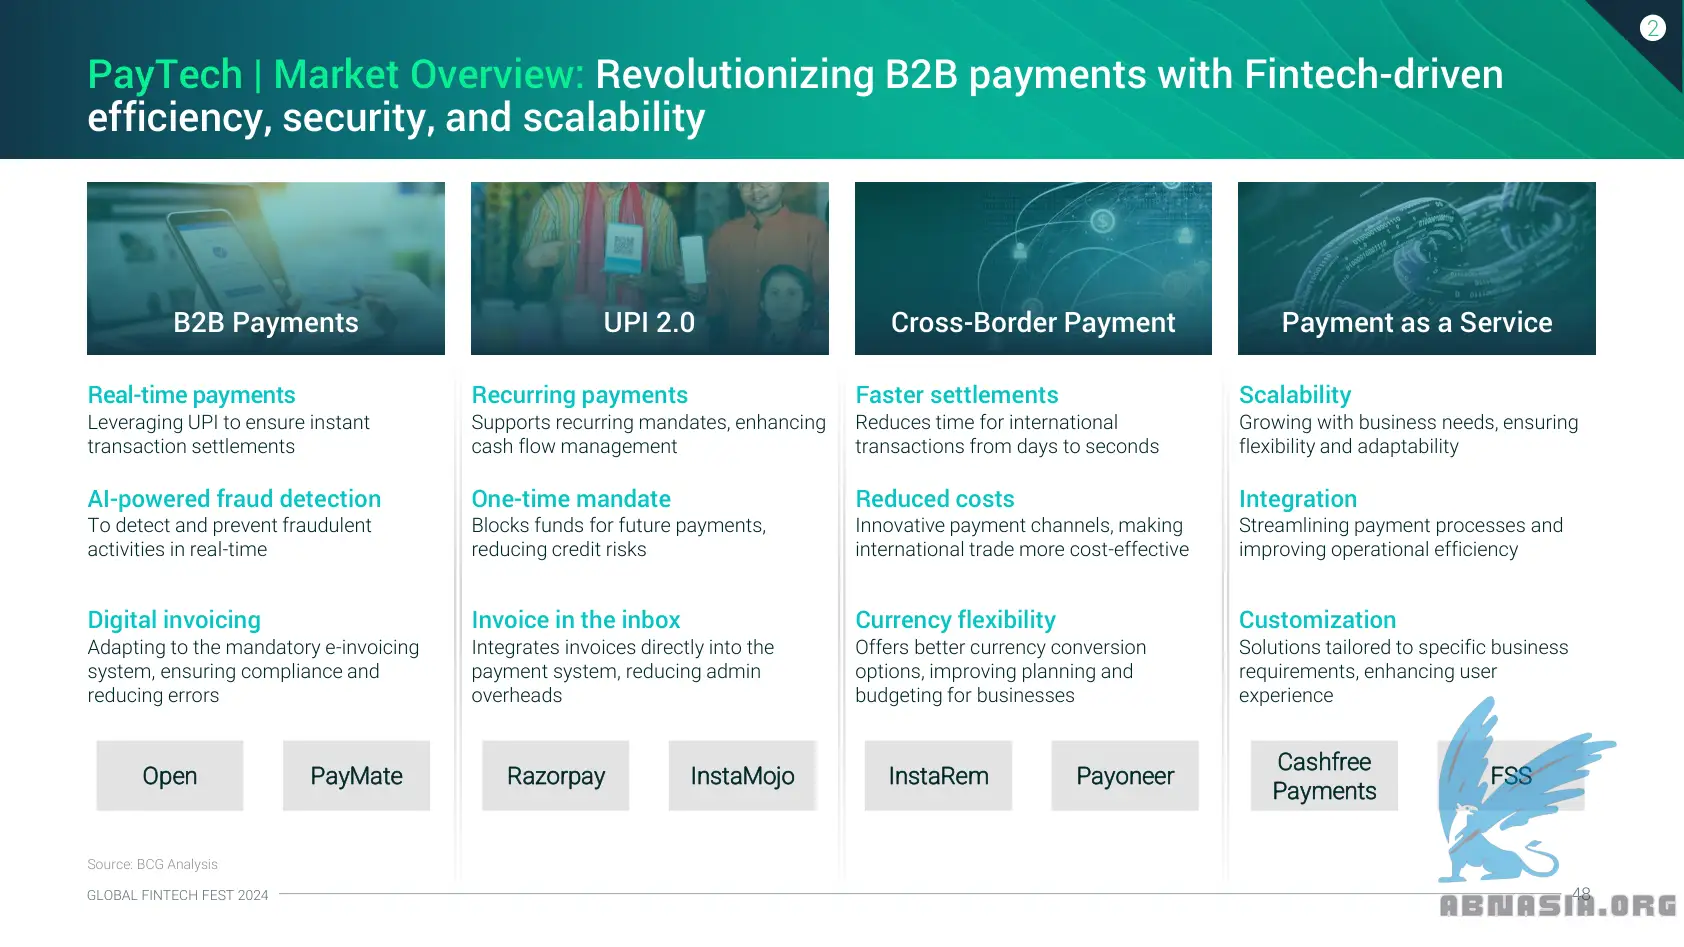 2
PayTech | Market Overview: Revolutionizing B2B payments with Fintech-driven
efficiency, security, and scalability
B2B Payments
Real-time payments
Leveraging UPI to ensure instant
transaction settlements
AI-powered fraud detection
To detect and prevent fraudulent
activities in real-time
Digital invoicing
Adapting to the mandatory e-invoicing
system, ensuring compliance and
reducing errors
Open
PayMate
UPI 2.0
Recurring payments
Supports recurring mandates, enhancing
cash flow management
One-time mandate
Blocks funds for future payments,
reducing credit risks
Invoice in the inbox
Integrates invoices directly into the
payment system, reducing admin
overheads
Razorpay
InstaMojo
Cross-Border Payment
Faster settlements
Reduces time for international
transactions from days to seconds
Reduced costs
Innovative payment channels, making
international trade more cost-effective
Currency flexibility
Offers better currency conversion
options, improving planning and
budgeting for businesses
InstaRem
Payoneer
Payment as a Service
Scalability
Growing with business needs, ensuring
flexibility and adaptability
Integration
Streamlining payment processes and
improving operational efficiency
Customization
Solutions tailored to specific business
requirements, enhancing user
experience
Cashfree
Payments
FSS
Source: BCG Analysis
GLOBAL FINTECH FEST 2024
48
ABNASIA.ORG